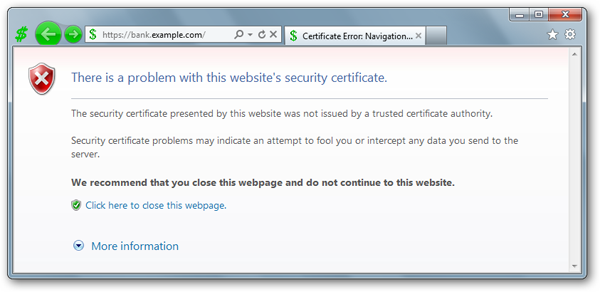 https://bank.example.com/
Certificate Error: Navigation...
There is a problem with this website's security certificate.
The security certificate presented by this website was not issued by a trusted certificate authority.
Security certificate problems may indicate an attempt to fool you or intercept any data you send to the
server.
We recommend that you close this webpage and do not continue to this website.
Click here to close this webpage.
More information